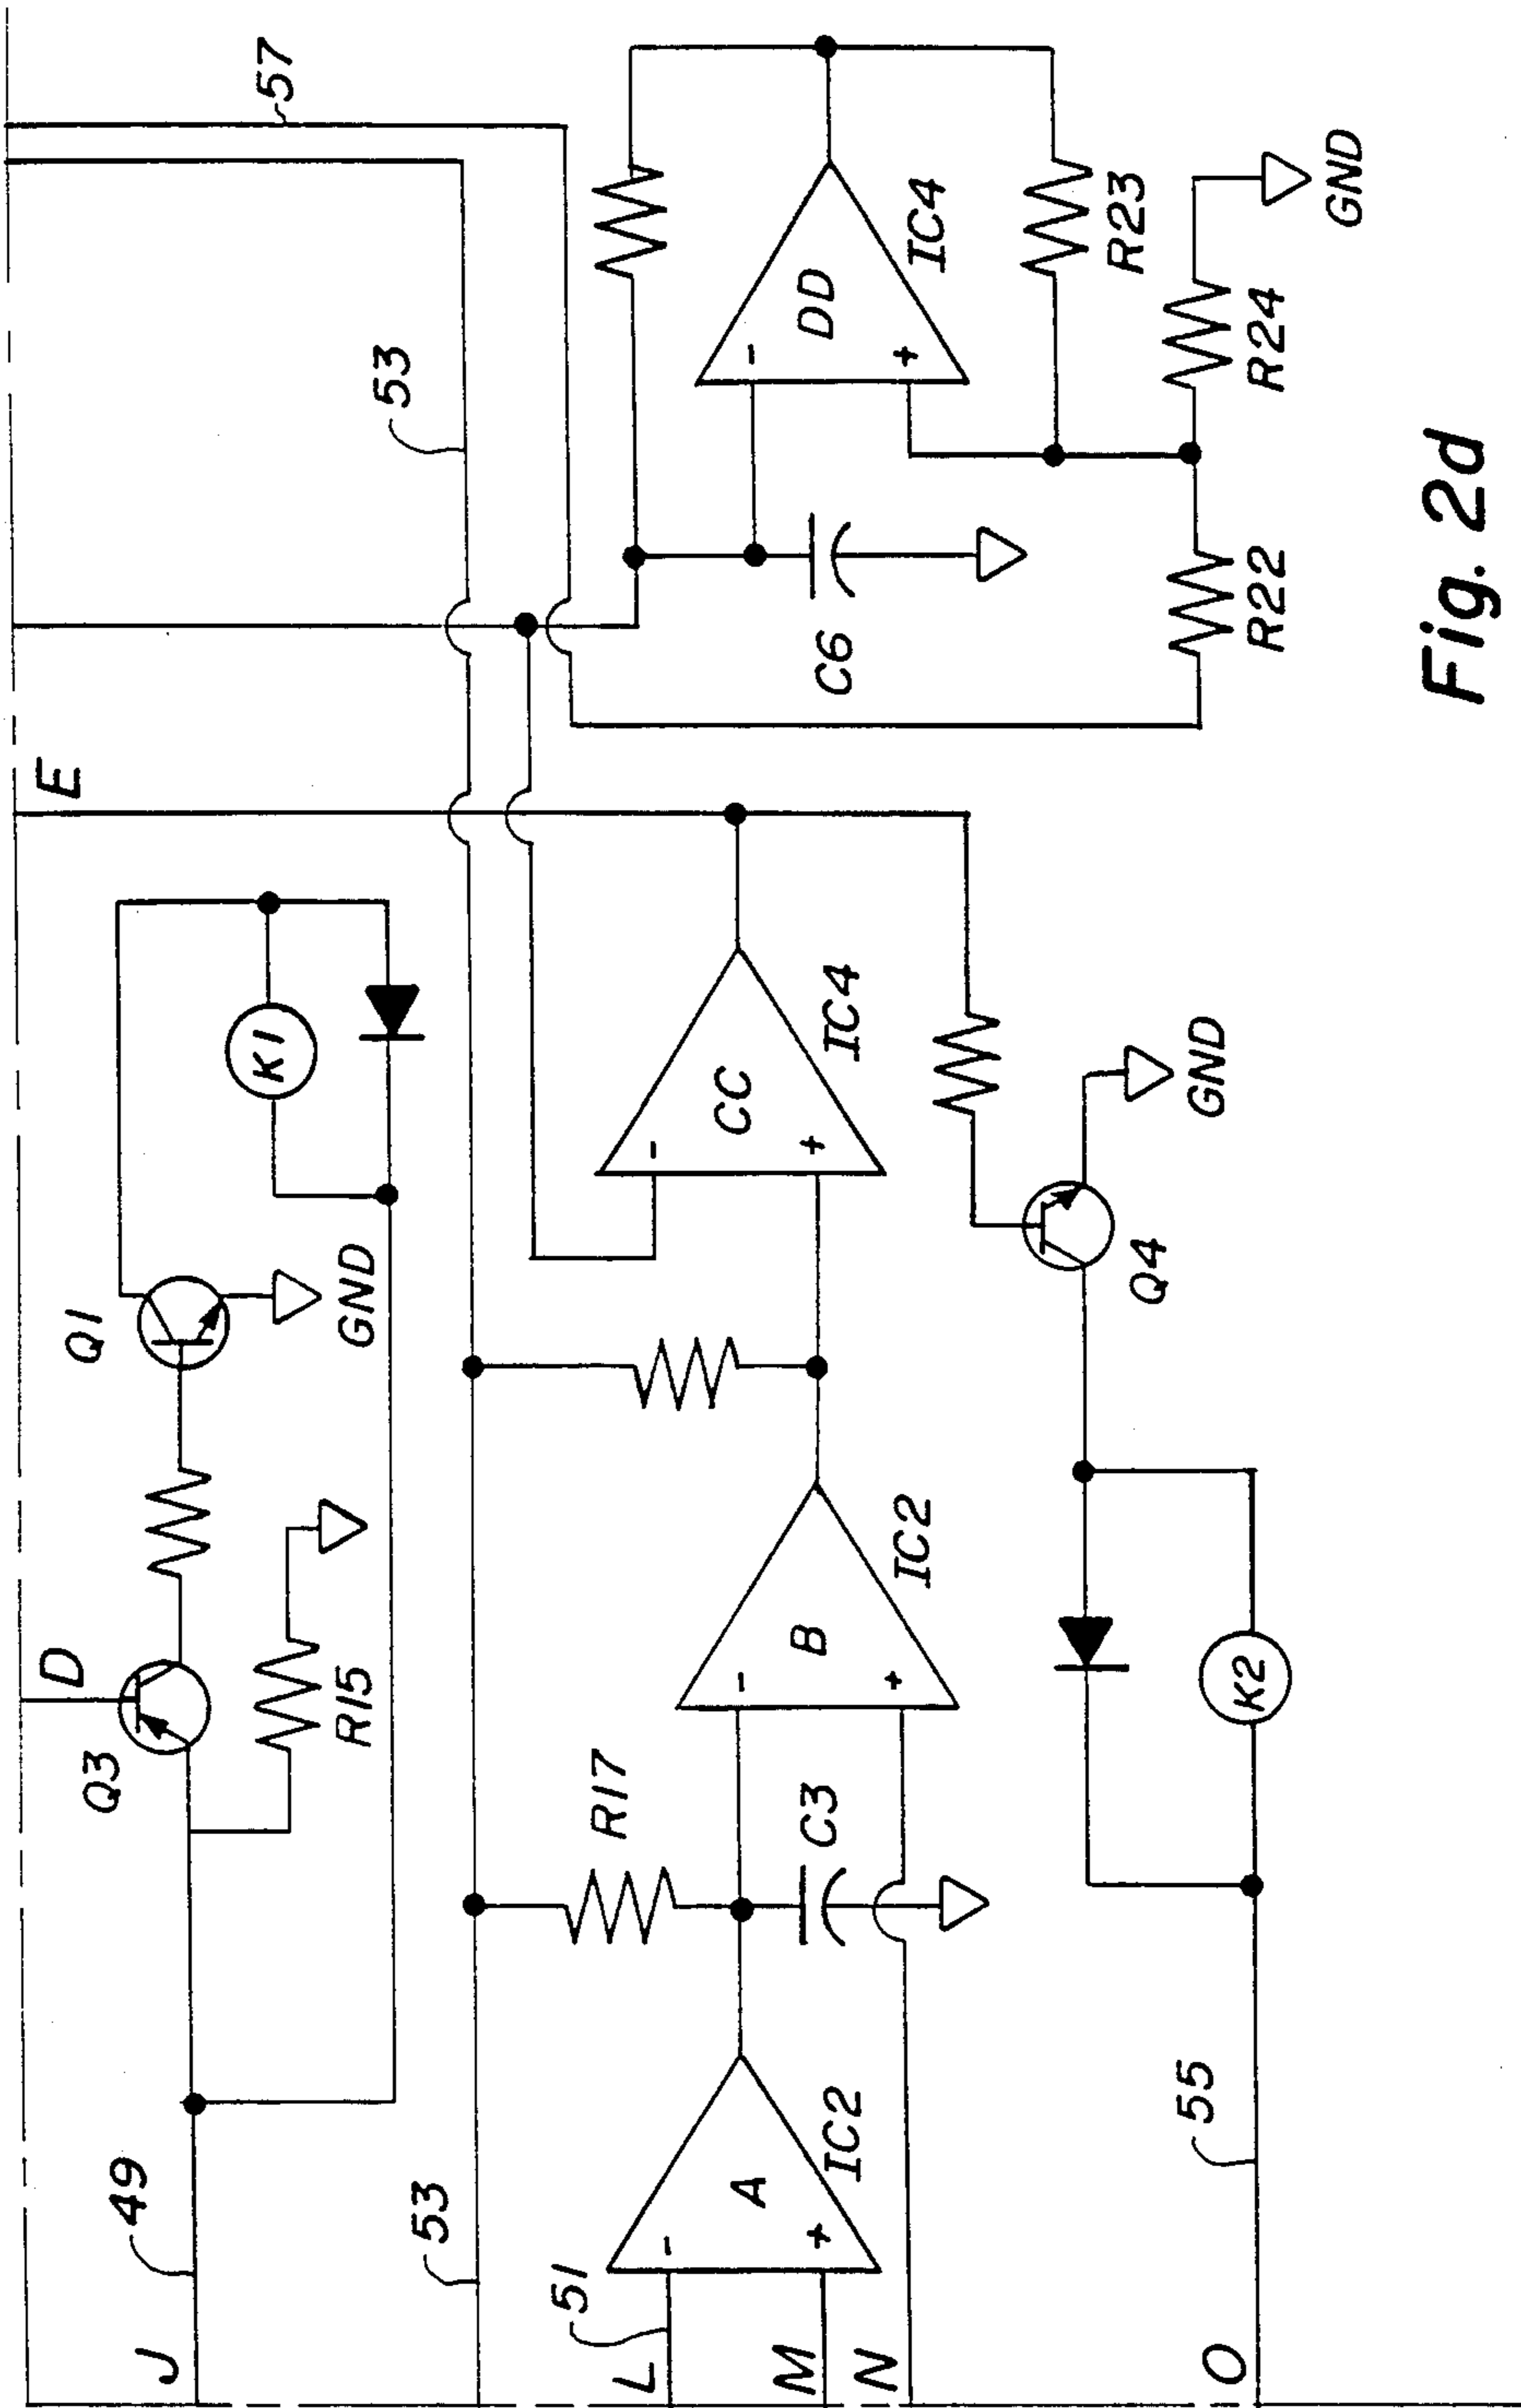 57
E
D
Q1
Q3
K1
R15
GND
49
J
53
53
R17
CC
IC4
DD
-
+
IC4
R23
C6
R24
GND
R22
-
+
51
L
A
-
+
IC2
M
N
C3
B
-
+
IC2
Q4
GND
K2
55
O
Fig. 2d